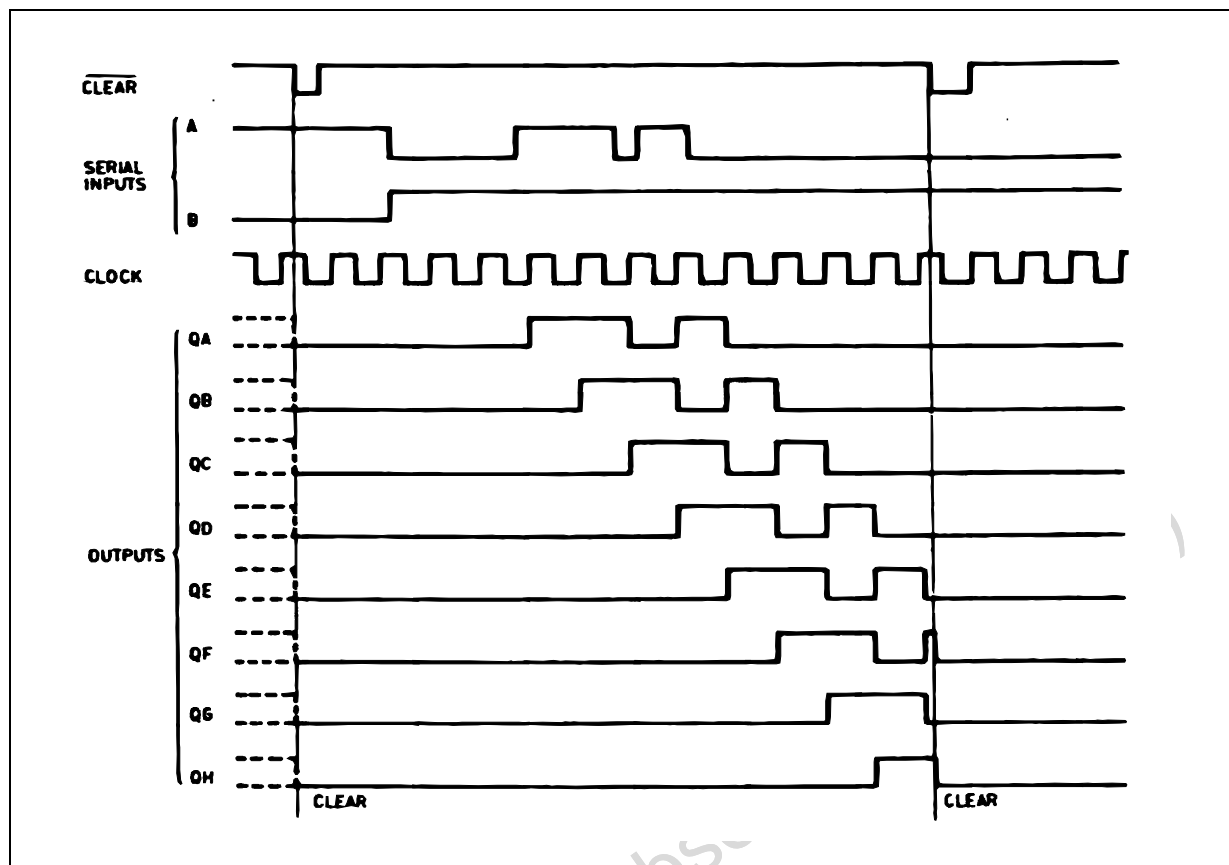 CLEAR
A
SERIAL
INPUTS
B
CLOCK
QA
QB
QC
QD
OUTPUTS
QE
QF
QG
QH
CLEAR
CLEAR